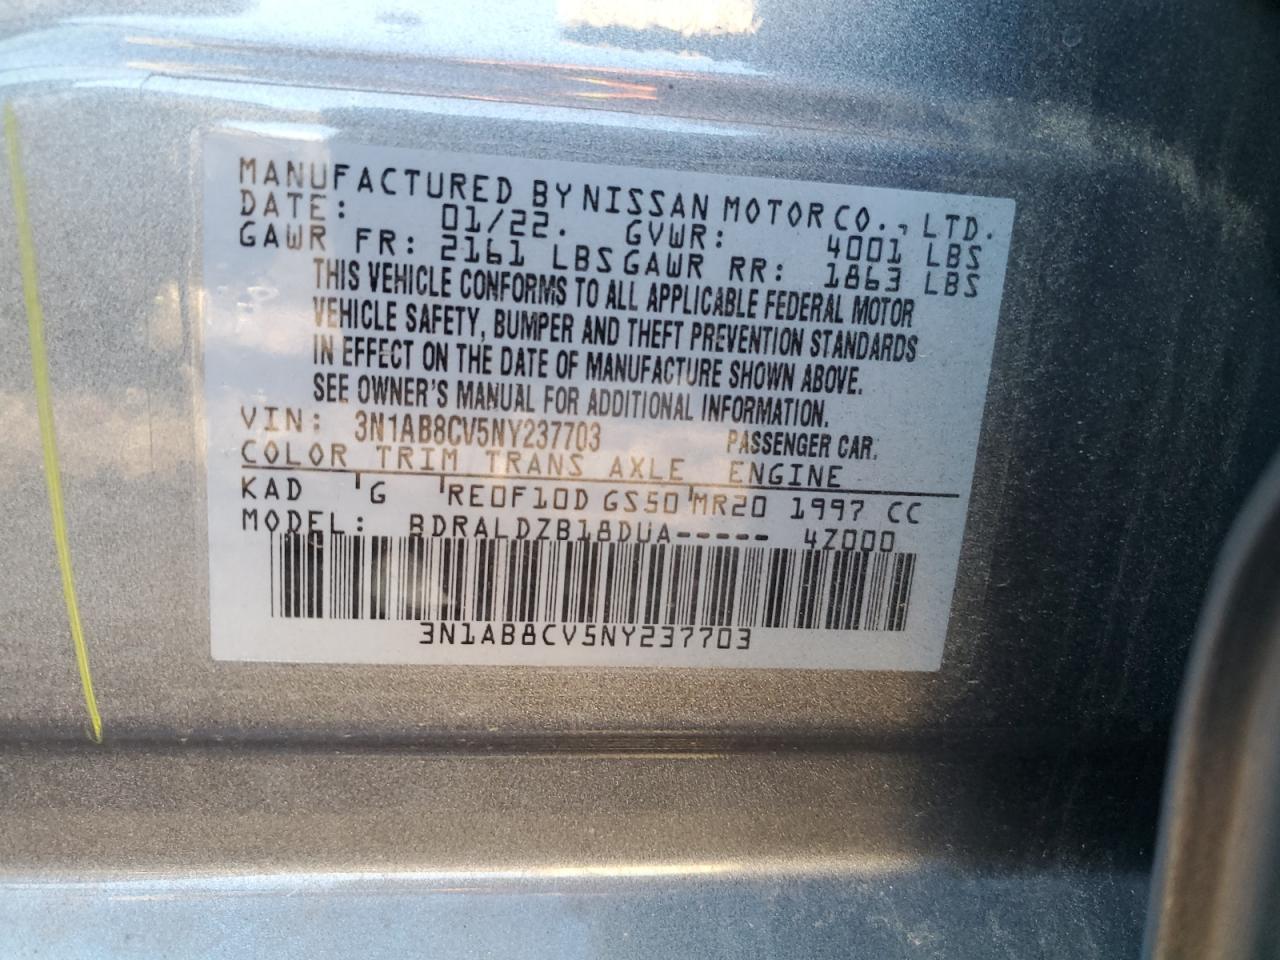 MANUFACTURED BY NISSAN MOTOR CO., LTD.
DATE: 01/22. GVWR: 4001 LBS
GAWR FR: 2161 LBS GAWR RR: 1863 LBS
THIS VEHICLE CONFORMS TO ALL APPLICABLE FEDERAL MOTOR
VEHICLE SAFETY, BUMPER AND THEFT PREVENTION STANDARDS
IN EFFECT ON THE DATE OF MANUFACTURE SHOWN ABOVE.
SEE OWNER'S MANUAL FOR ADDITIONAL INFORMATION.
VIN: 3N1AB8CV5NY237703 PASSENGER CAR.
COLOR TRIM TRANS AXLE ENGINE
KAD G RE0F10D GS50 MR20 1997 CC
MODEL: BDRALDZB18DUA----- 4Z000
3N1AB8CV5NY237703